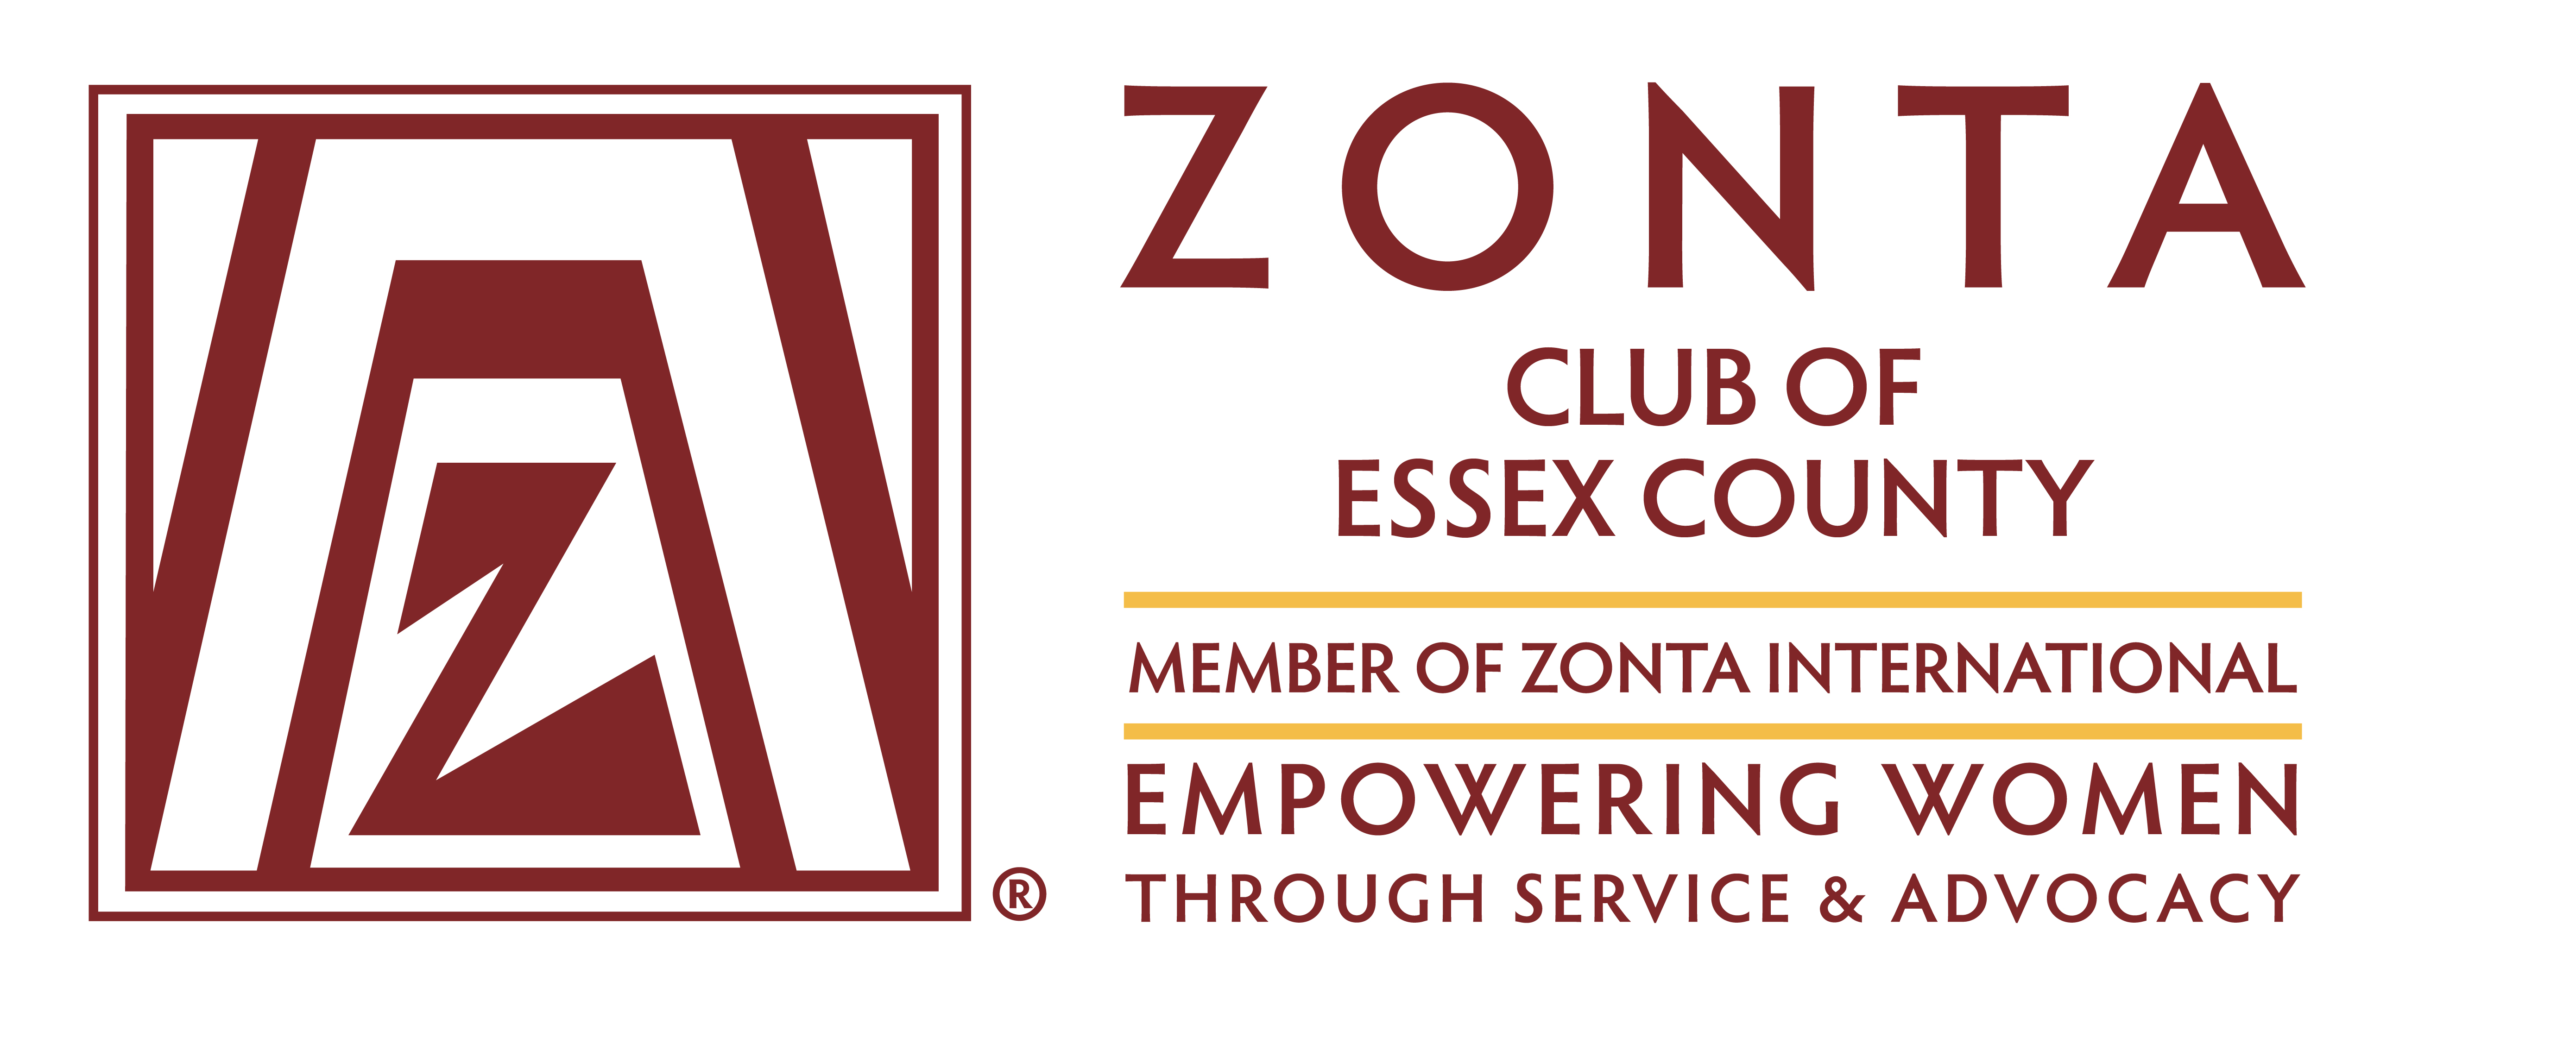 ZONTA
CLUB OF
ESSEX COUNTY
MEMBER OF ZONTA INTERNATIONAL
EMPOWERING WOMEN
THROUGH SERVICE & ADVOCACY
®